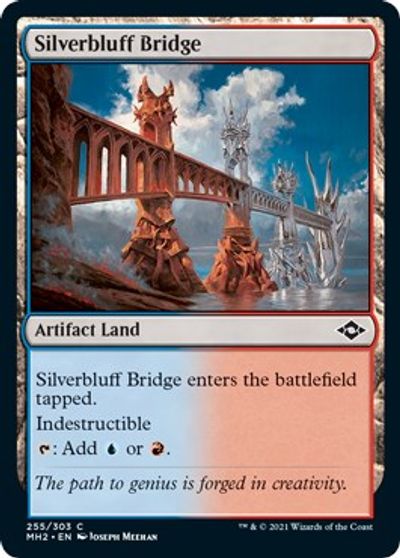 Silverbluff Bridge
Artifact Land
Silverbluff Bridge enters the battlefield
tapped.
Indestructible
: Add or .
The path to genius is forged in creativity.
255/303 C
MH2 • EN Joseph Meehan
™ & © 2021 Wizards of the Coast